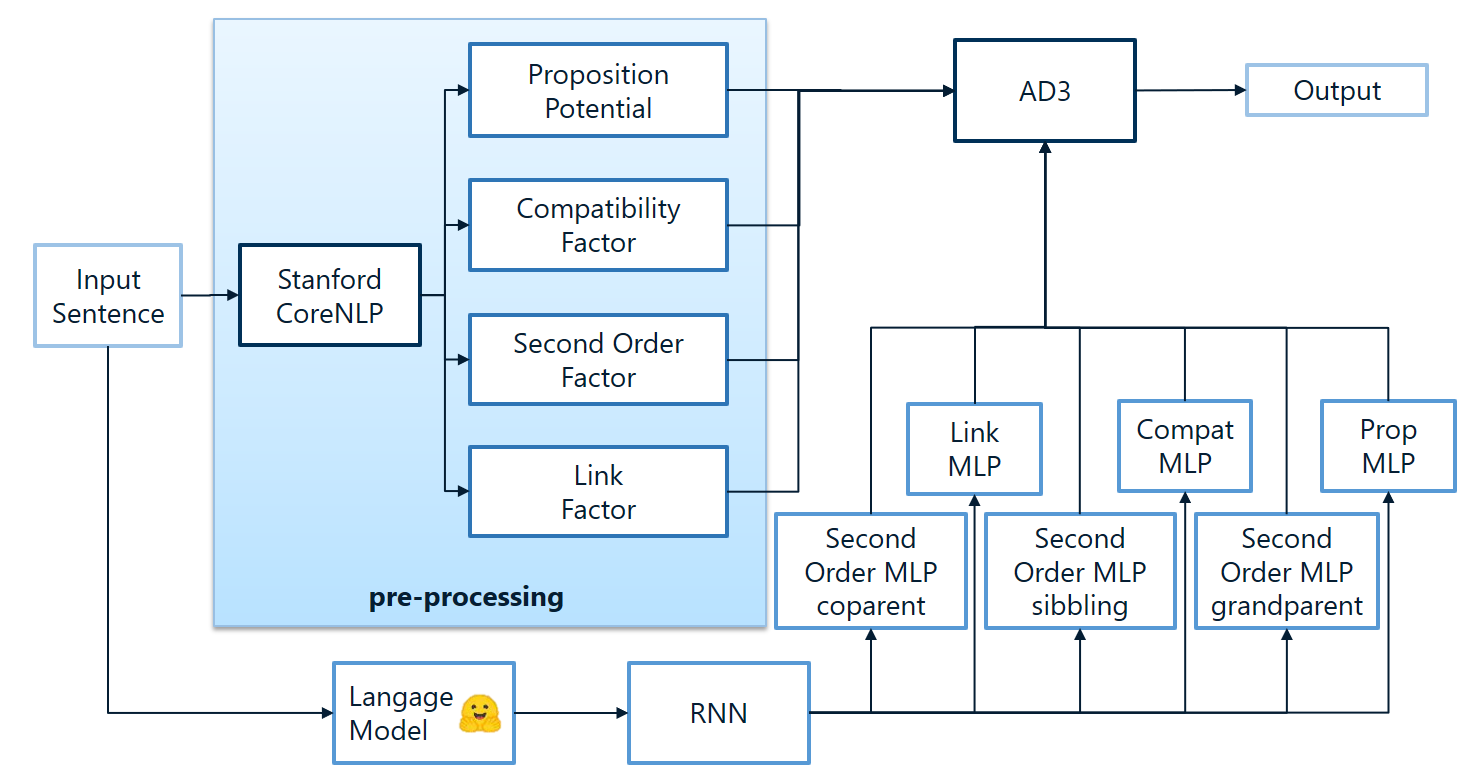 Input
Sentence
Stanford
CoreNLP
Proposition
Potential
Compatibility
Factor
Second Order
Factor
Link
Factor
pre-processing
AD3
Output
Link
MLP
Compat
MLP
Prop
MLP
Second
Order MLP
coparent
Second
Order MLP
sibbling
Second
Order MLP
grandparent
Langage
Model
RNN